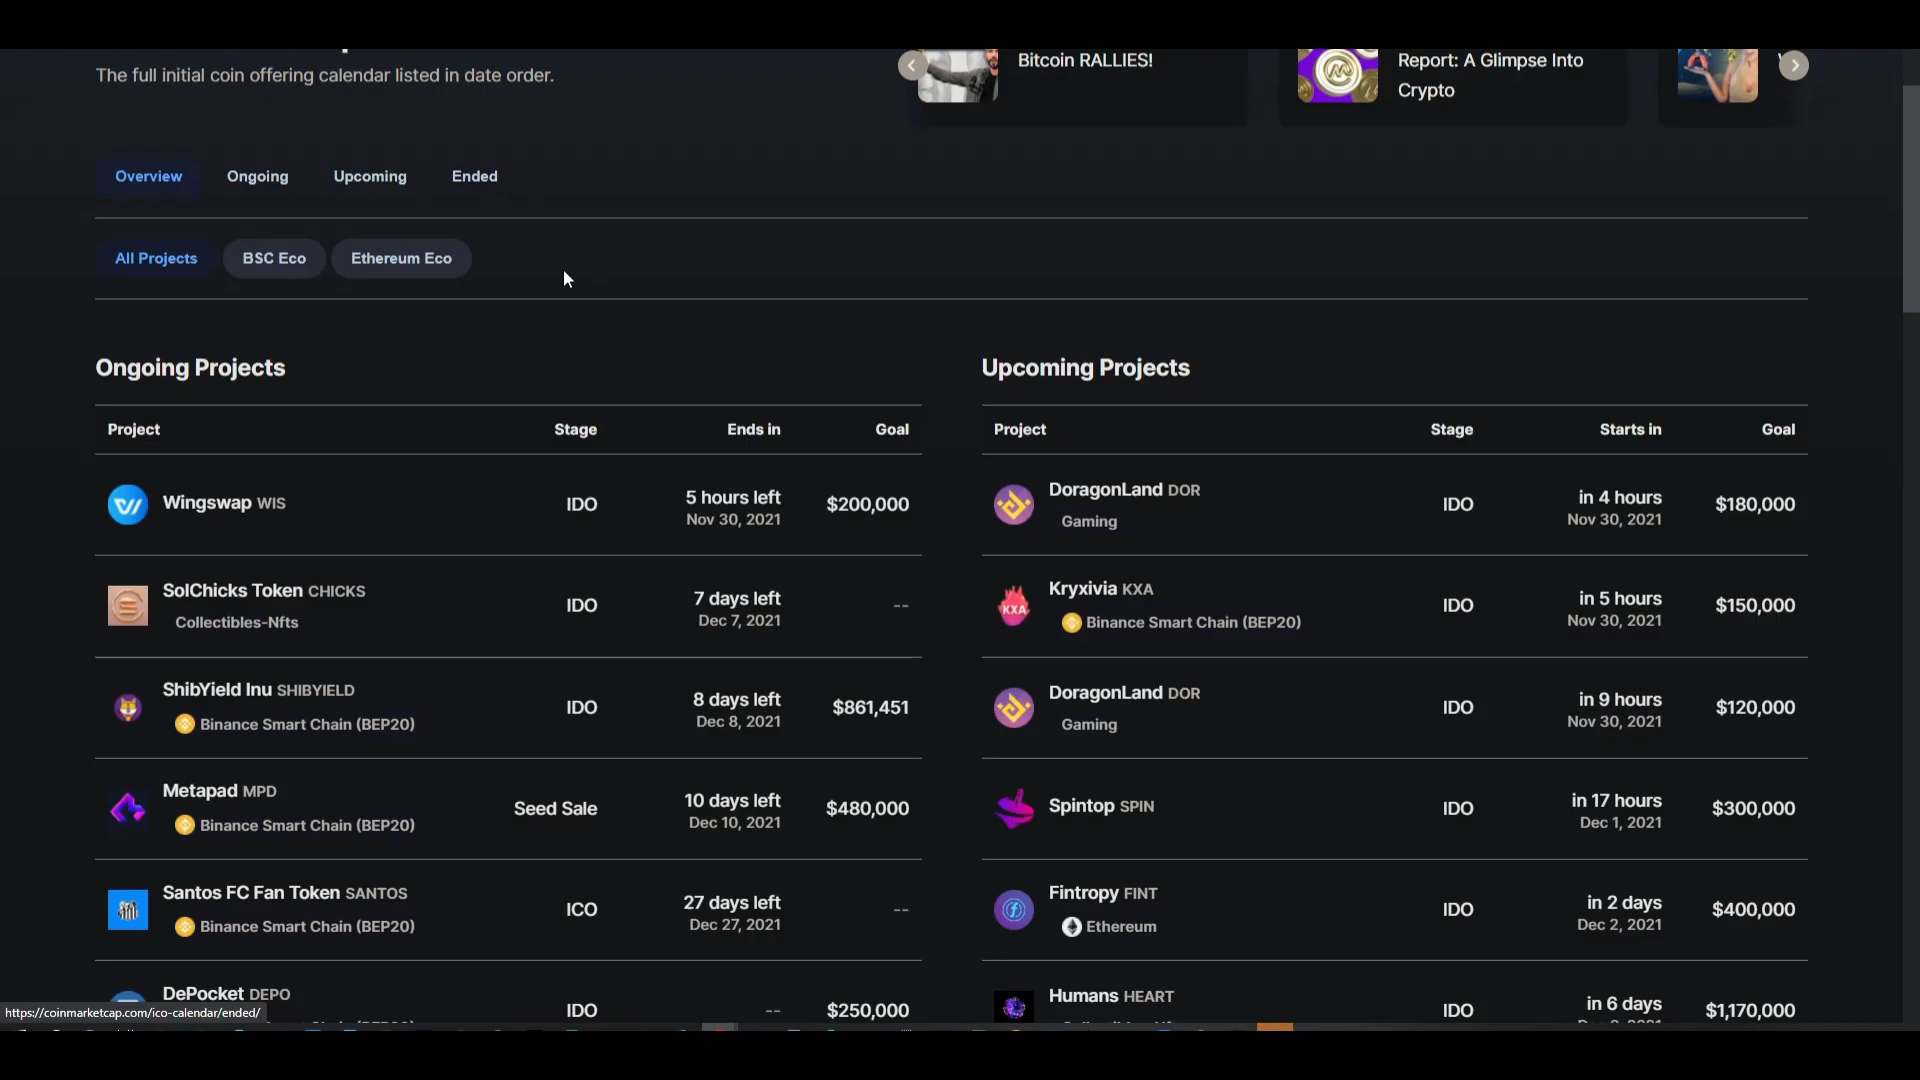 The full initial coin offering calendar listed in date order.
Bitcoin RALLIES!
Report: A Glimpse Into
Crypto
Overview
Ongoing
Upcoming
Ended
All Projects
BSC Eco
Ethereum Eco
Ongoing Projects
Project Stage Ends in Goal
Wingswap WIS IDO 5 hours left $200,000
Nov 30, 2021
SolChicks Token CHICKS IDO 7 days left --
Collectibles-Nfts Dec 7, 2021
ShibYield Inu SHIBYIELD IDO 8 days left $861,451
Binance Smart Chain (BEP20) Dec 8, 2021
Metapad MPD Seed Sale 10 days left $480,000
Binance Smart Chain (BEP20) Dec 10, 2021
Santos FC Fan Token SANTOS ICO 27 days left --
Binance Smart Chain (BEP20) Dec 27, 2021
DePocket DEPO IDO -- $250,000
Upcoming Projects
Project Stage Starts in Goal
DoragonLand DOR IDO in 4 hours $180,000
Gaming Nov 30, 2021
Kryxivia KXA IDO in 5 hours $150,000
KXA
Binance Smart Chain (BEP20) Nov 30, 2021
DoragonLand DOR IDO in 9 hours $120,000
Gaming Nov 30, 2021
Spintop SPIN IDO in 17 hours $300,000
Dec 1, 2021
Fintropy FINT IDO in 2 days $400,000
Ethereum Dec 2, 2021
Humans HEART IDO in 6 days $1,170,000
https://coinmarketcap.com/ico-calendar/ended/